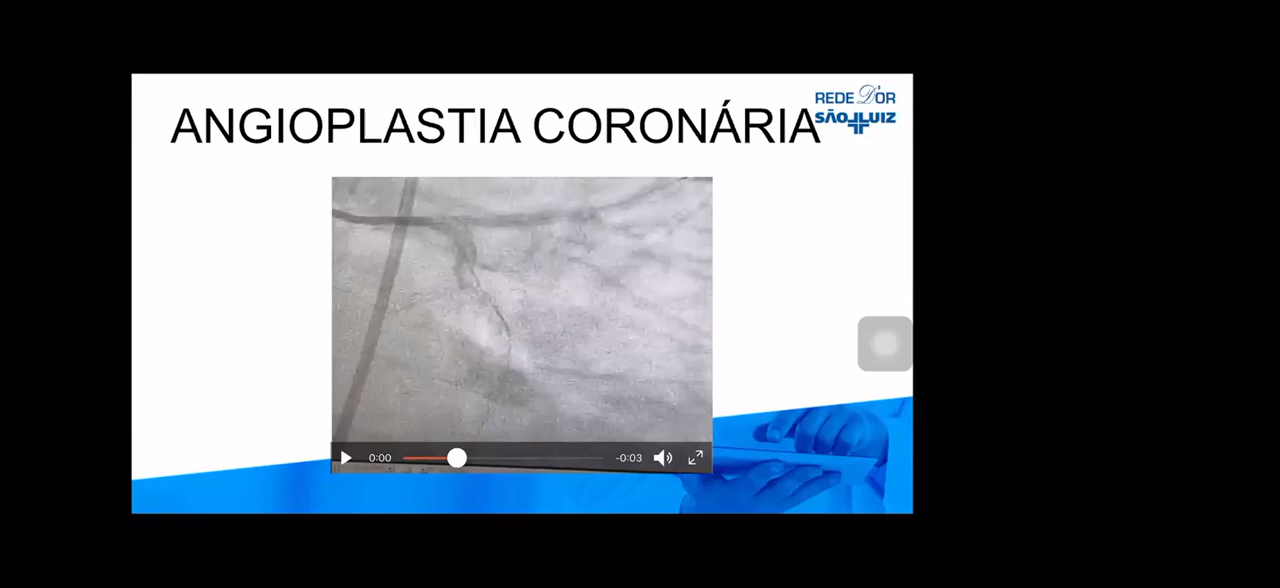 ANGIOPLASTIA CORONÁRIA
REDE D'OR
SÃO LUIZ
0:00
-0:03